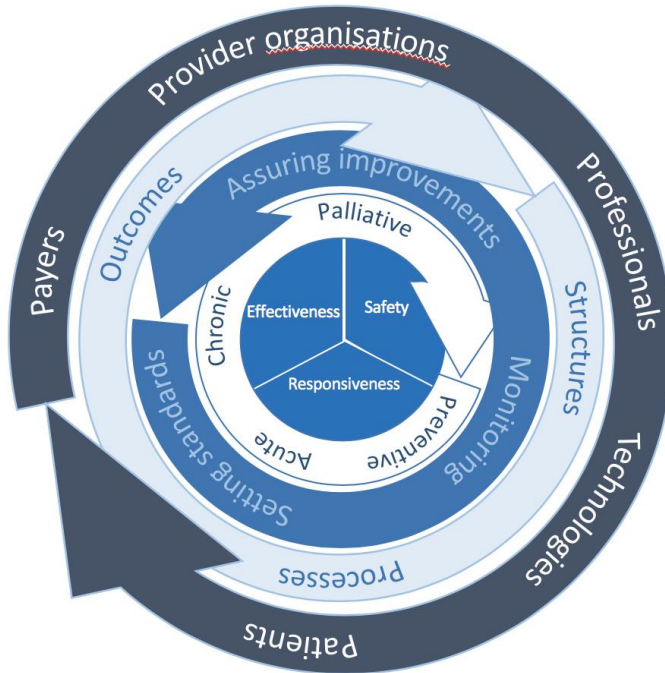 Provider organisations
Professionals
Technologies
Patients
Payers
Structures
Processes
Outcomes
Assuring improvements
Monitoring
Setting standards
Palliative
Preventive
Acute
Chronic
Effectiveness
Safety
Responsiveness